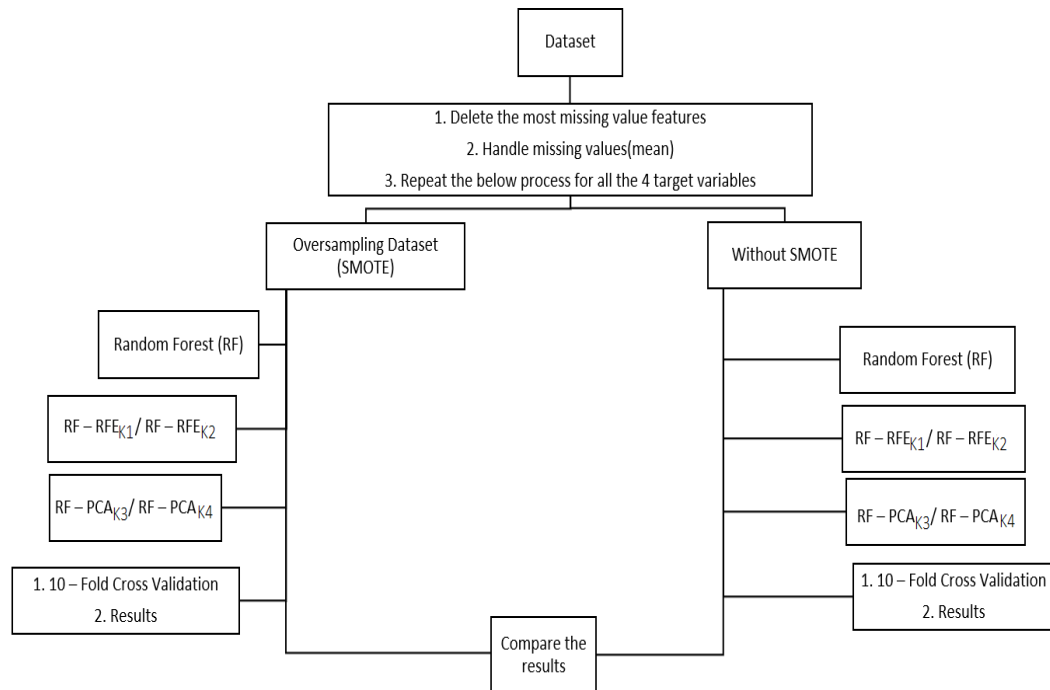 Dataset
1. Delete the most missing value features
2. Handle missing values(mean)
3. Repeat the below process for all the 4 target variables
Oversampling Dataset
(SMOTE)
Without SMOTE
Random Forest (RF)
RF – RFEK1/ RF – RFEK2
RF – PCAK3/ RF – PCAK4
1. 10 – Fold Cross Validation
2. Results
Random Forest (RF)
RF – RFEK1/ RF – RFEK2
RF – PCAK3/ RF – PCAK4
1. 10 – Fold Cross Validation
2. Results
Compare the
results